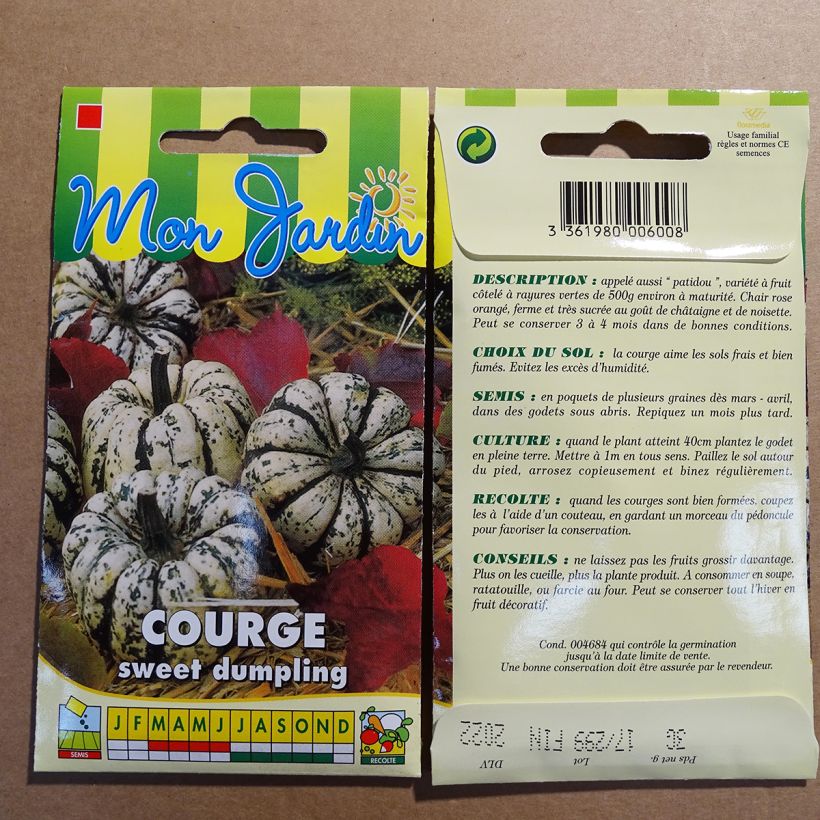 Mon Jardin
COURGE
sweet dumpling
SEMIS
J F M A M J J A S O N D
RECOLTE
floumedia
Usage familial
règles et normes CE
semences
3 361980 006008
DESCRIPTION : appelé aussi “ patidou ”, variété à fruit
côtelé à rayures vertes de 500g environ à maturité. Chair rose
orangé, ferme et très sucrée au goût de châtaigne et de noisette.
Peut se conserver 3 à 4 mois dans de bonnes conditions.
CHOIX DU SOL : la courge aime les sols frais et bien
fumés. Evitez les excès d'humidité.
SEMIS : en poquets de plusieurs graines dès mars - avril,
dans des godets sous abris. Repiquez un mois plus tard.
CULTURE : quand le plant atteint 40cm plantez le godet
en pleine terre. Mettre à 1m en tous sens. Paillez le sol autour
du pied, arrosez copieusement et binez régulièrement.
RECOLTE : quand les courges sont bien formées. coupez
les à l'aide d'un couteau, en gardant un morceau du pédoncule
pour favoriser la conservation.
CONSEILS : ne laissez pas les fruits grossir davantage.
Plus on les cueille, plus la plante produit. A consommer en soupe,
ratatouille, ou farcie au four. Peut se conserver tout l'hiver en
fruit décoratif.
Cond. 004684 qui contrôle la germination
jusqu'à la date limite de vente.
Une bonne conservation doit être assurée par le revendeur.
Pds net g. Lot DLV
3G 17/299 FIN 2022